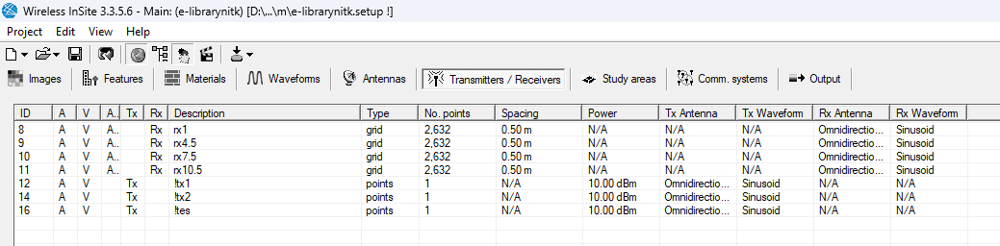 Wireless InSite 3.3.5.6 - Main: (e-librarynitk) [D:\...\m\e-librarynitk.setup !]
Project Edit View Help
Images Features Materials Waveforms Antennas Transmitters / Receivers Study areas Comm. systems Output
ID A V A.. Tx Rx Description Type No. points Spacing Power Tx Antenna Tx Waveform Rx Antenna Rx Waveform
8 A V A.. Rx rx1 grid 2,632 0.50 m N/A N/A N/A Omnidirectio... Sinusoid
9 A V A.. Rx rx4.5 grid 2,632 0.50 m N/A N/A N/A Omnidirectio... Sinusoid
10 A V A.. Rx rx7.5 grid 2,632 0.50 m N/A N/A N/A Omnidirectio... Sinusoid
11 A V A.. Rx rx10.5 grid 2,632 0.50 m N/A N/A N/A Omnidirectio... Sinusoid
12 A V Tx !tx1 points 1 N/A 10.00 dBm Omnidirectio... Sinusoid N/A N/A
14 A V Tx !tx2 points 1 N/A 10.00 dBm Omnidirectio... Sinusoid N/A N/A
16 A V Tx !tes points 1 N/A 10.00 dBm Omnidirectio... Sinusoid N/A N/A